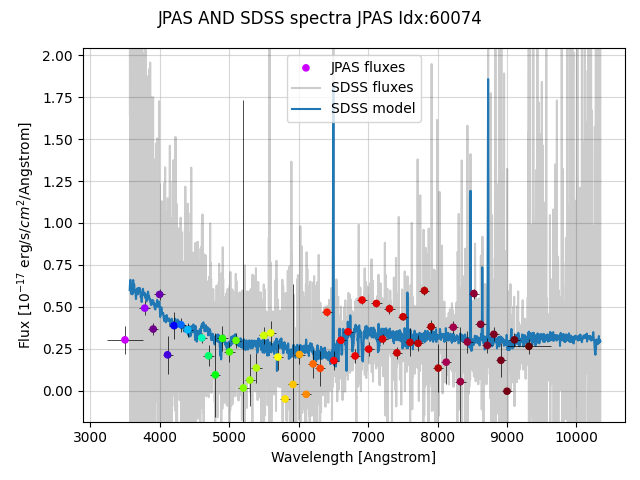 JPAS AND SDSS spectra JPAS Idx:60074
JPAS fluxes
SDSS fluxes
SDSS model
2.00
1.75
1.50
1.25
1.00
0.75
0.50
0.25
0.00
Flux [10⁻¹⁷ erg/s/cm²/Angstrom]
3000 4000 5000 6000 7000 8000 9000 10000
Wavelength [Angstrom]